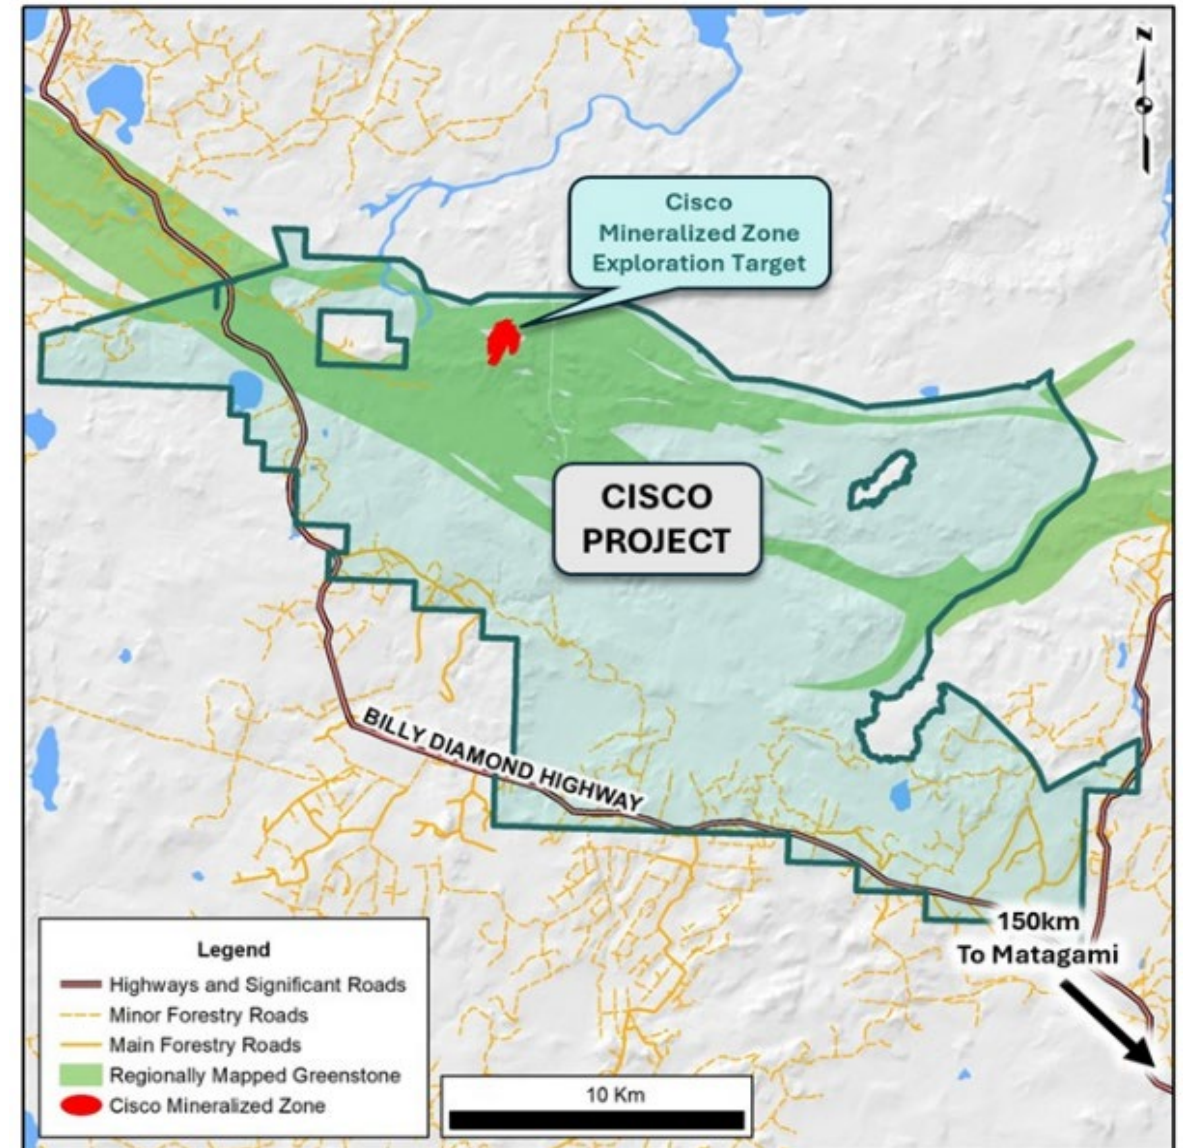 N
Cisco
Mineralized Zone
Exploration Target
CISCO
PROJECT
BILLY DIAMOND HIGHWAY
150km
To Matagami
Legend
Highways and Significant Roads
Minor Forestry Roads
Main Forestry Roads
Regionally Mapped Greenstone
Cisco Mineralized Zone
10 Km